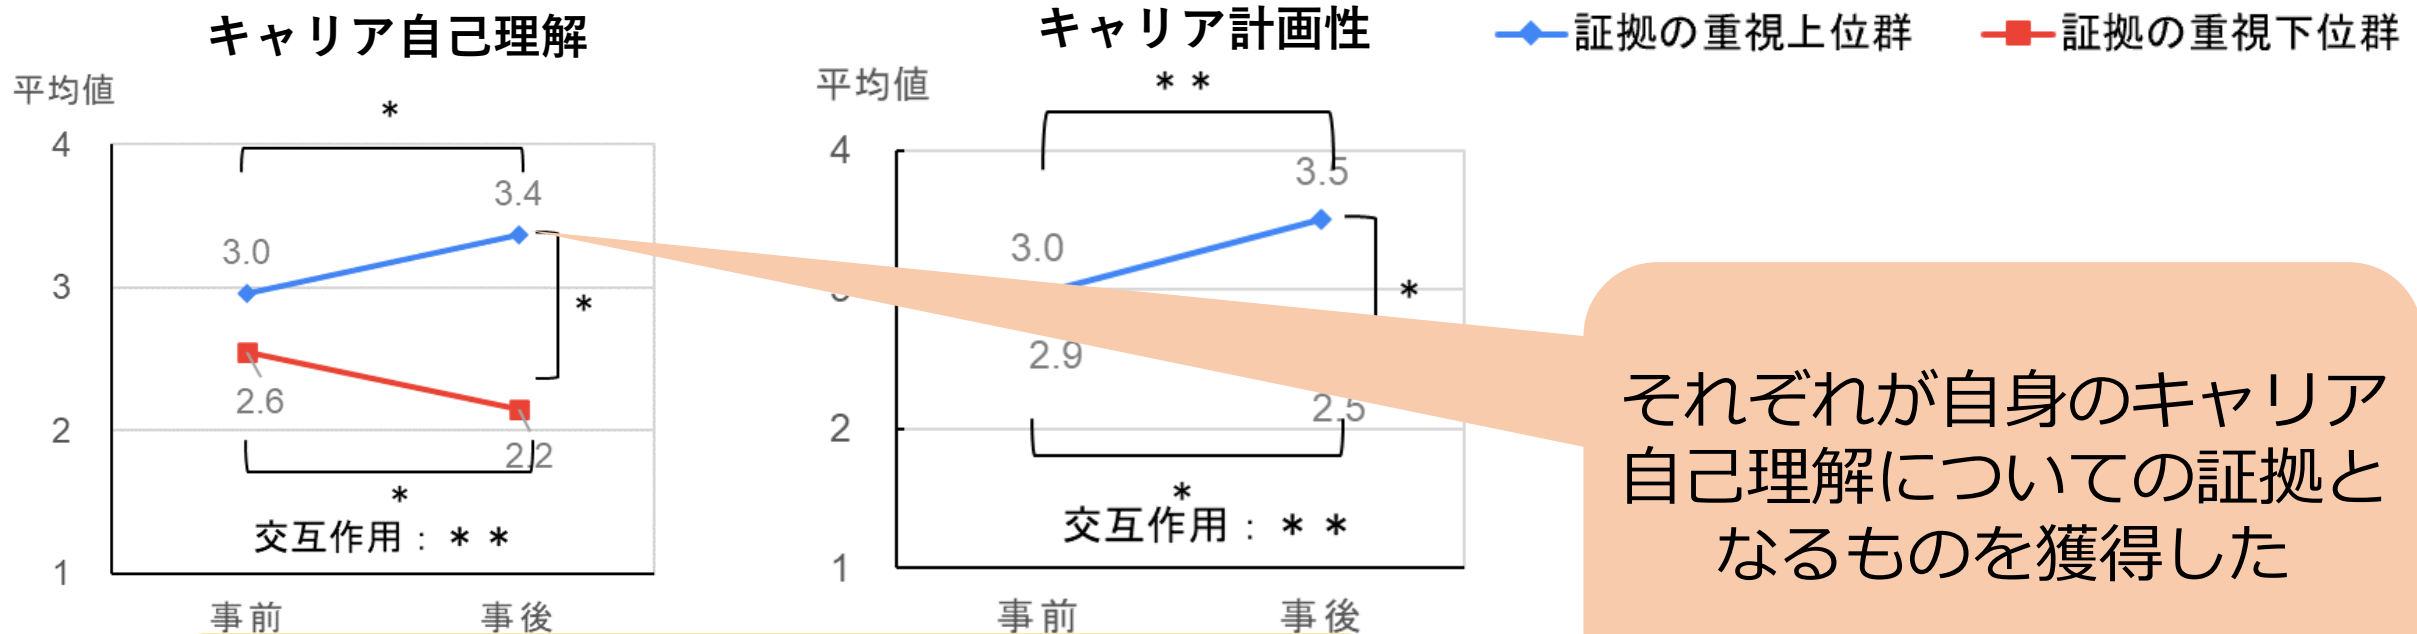 キャリア自己理解
平均値
*
4
3.4
3.0
3
*
2.6
2
2.2
*
交互作用：＊＊
1
事前 事後
キャリア計画性
平均値
＊＊
4
3.5
3.0
*
2.9
2.5
2
*
交互作用：＊＊
1
事前 事後
証拠の重視上位群 証拠の重視下位群
それぞれが自身のキャリア
自己理解についての証拠と
なるものを獲得した